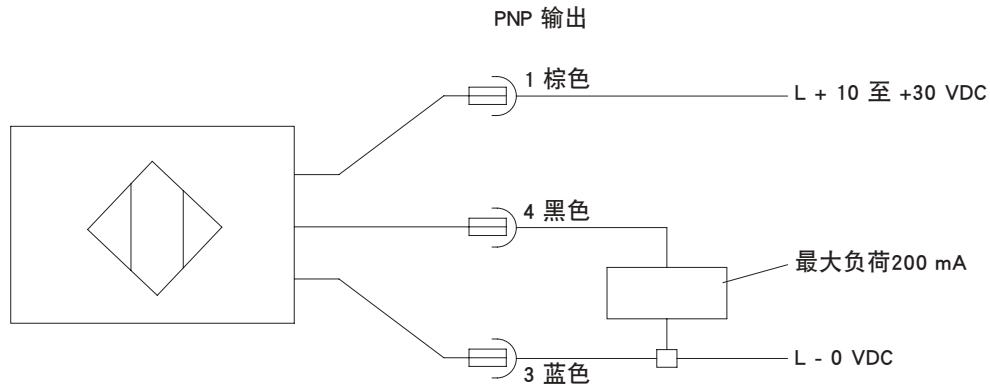 PNP 输出
1 棕色
L + 10 至 +30 VDC
4 黑色
最大负荷200 mA
L - 0 VDC
3 蓝色